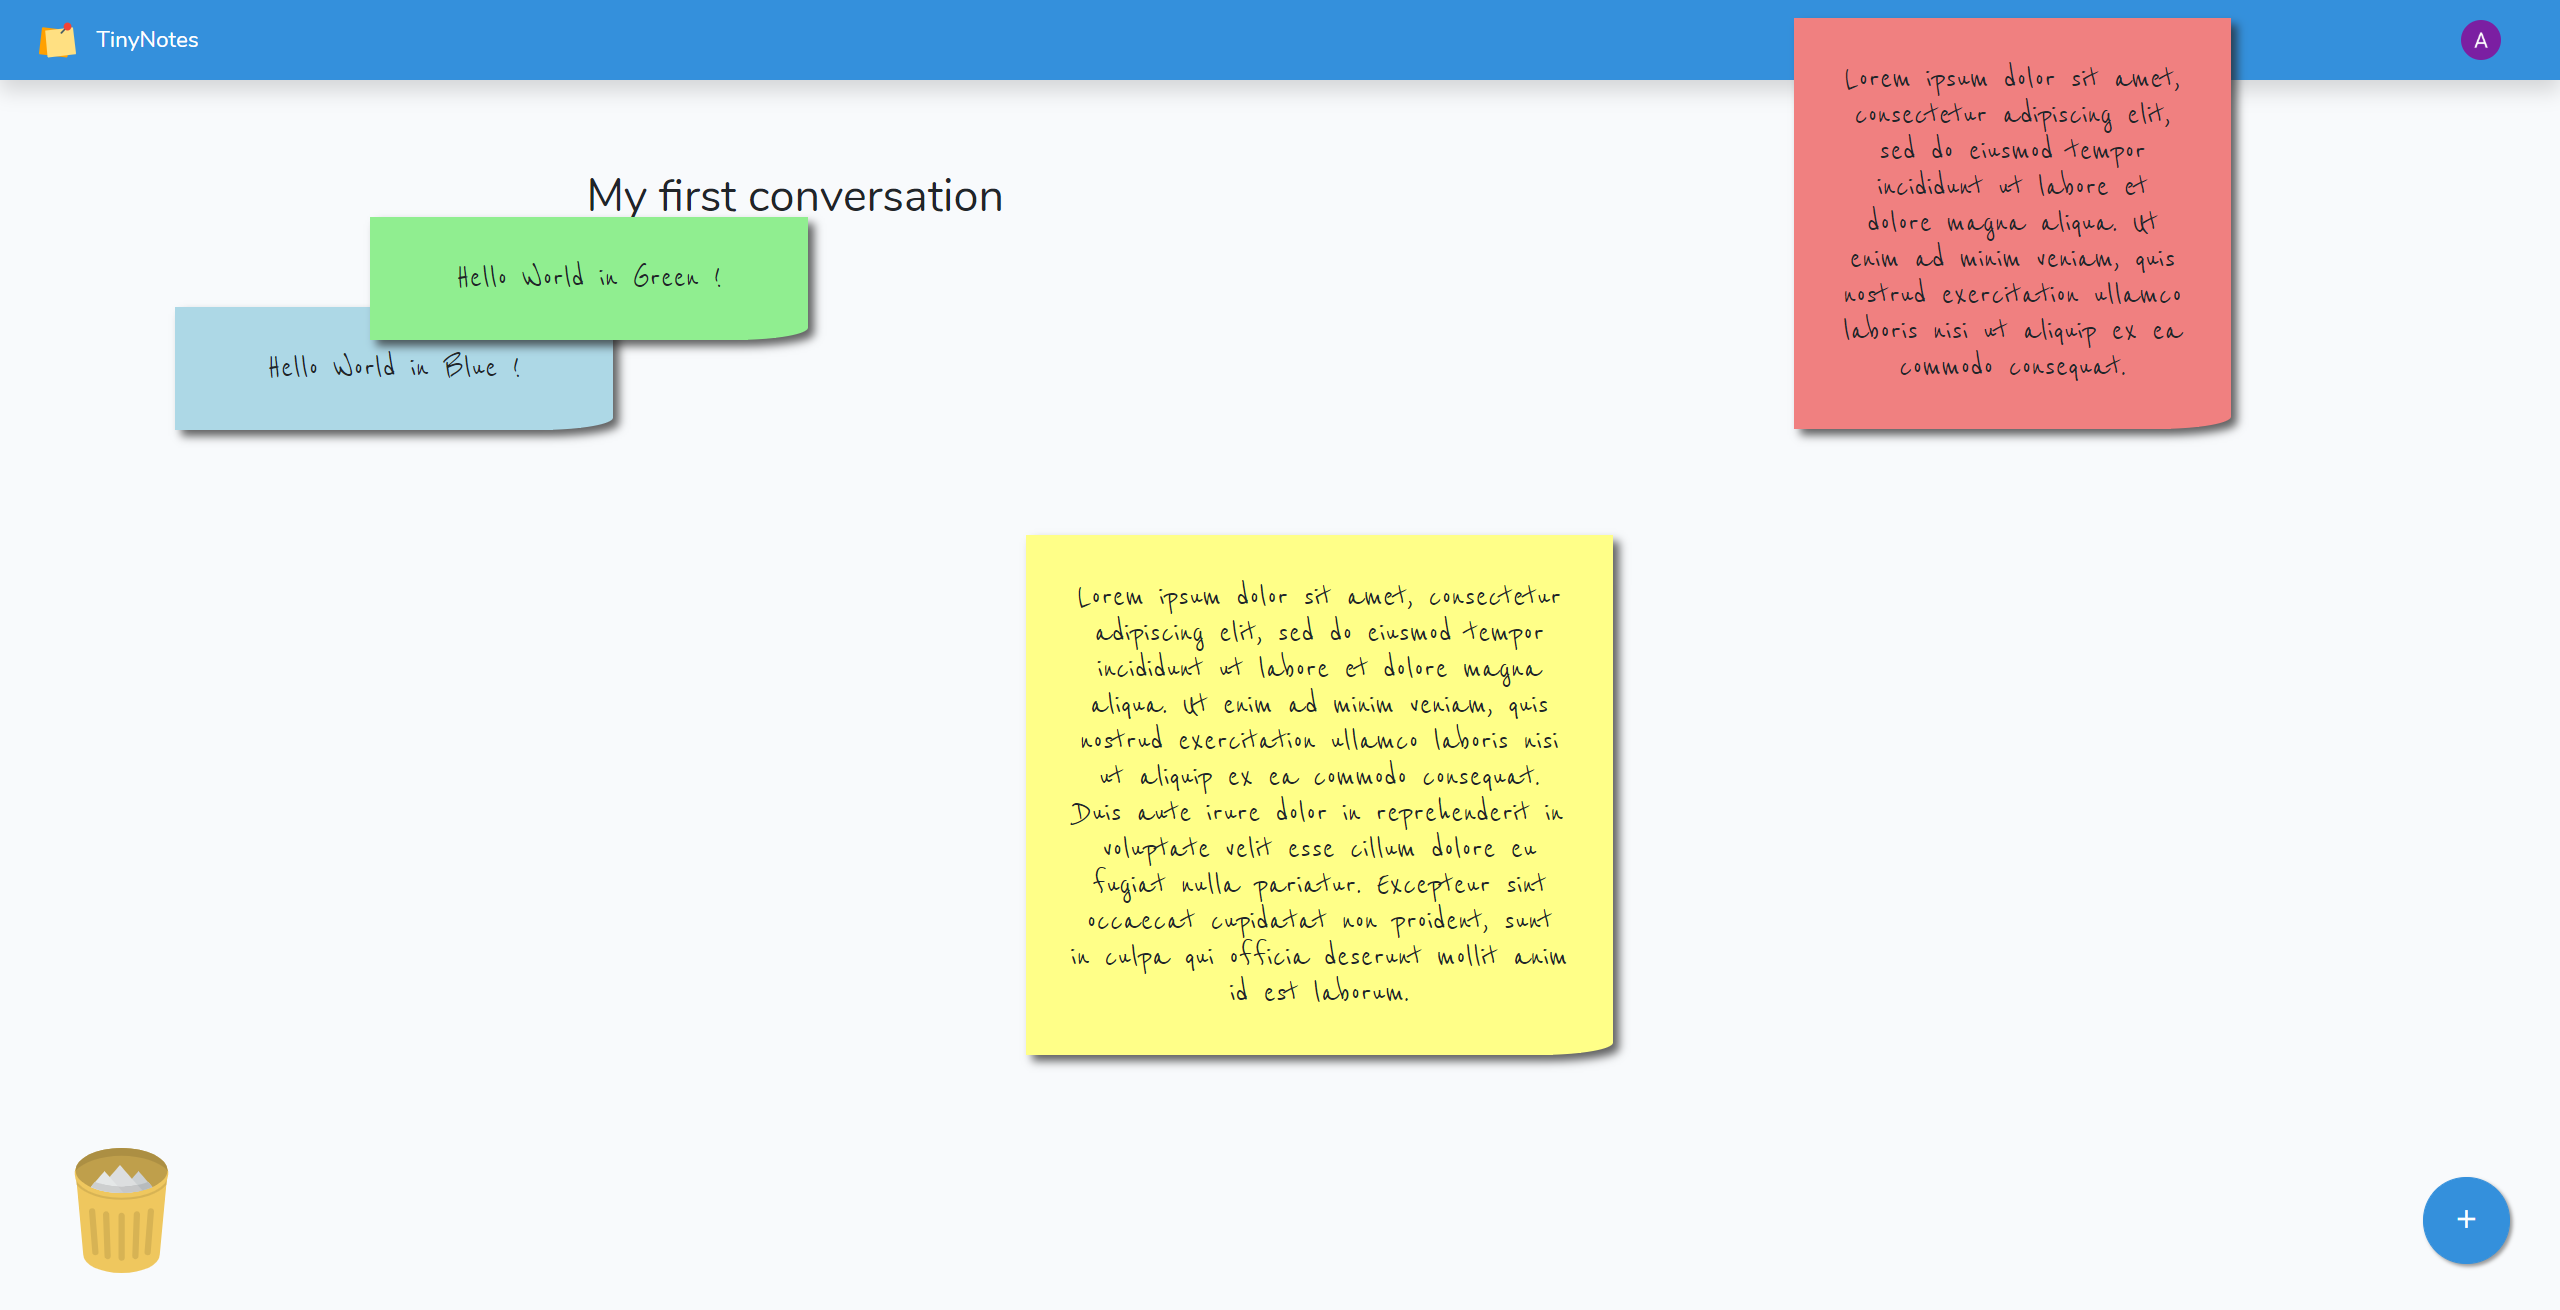 TinyNotes
A
My first conversation
Hello World in Green !
Hello World in Blue !
Lorem ipsum dolor sit amet,
consectetur adipiscing elit,
sed do eiusmod tempor
incididunt ut labore et
dolore magna aliqua. Ut
enim ad minim veniam, quis
nostrud exercitation ullamco
laboris nisi ut aliquip ex ea
commodo consequat.
Lorem ipsum dolor sit amet, consectetur
adipiscing elit, sed do eiusmod tempor
incididunt ut labore et dolore magna
aliqua. Ut enim ad minim veniam, quis
nostrud exercitation ullamco laboris nisi
ut aliquip ex ea commodo consequat.
Duis aute irure dolor in reprehenderit in
voluptate velit esse cillum dolore eu
fugiat nulla pariatur. Excepteur sint
occaecat cupidatat non proident, sunt
in culpa qui officia deserunt mollit anim
id est laborum.
+